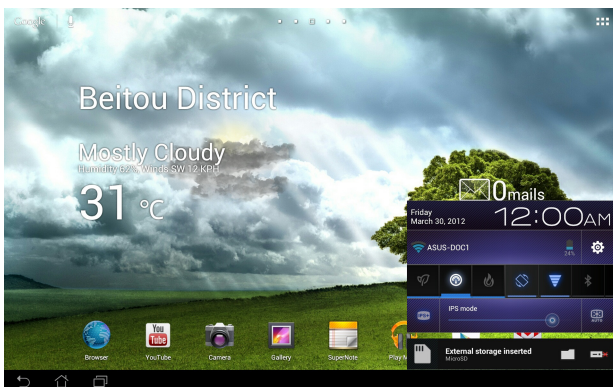 Google
Beitou District
Mostly Cloudy
Humidity 62%, Winds SW 12 KPH
31 °C
0mails
Friday
March 30, 2012
12:00AM
ASUS-DOC1
24%
IPS mode
AUTO
External storage inserted
MicroSD
You
Tube
Browser
YouTube
Camera
Gallery
SuperNote
Play M